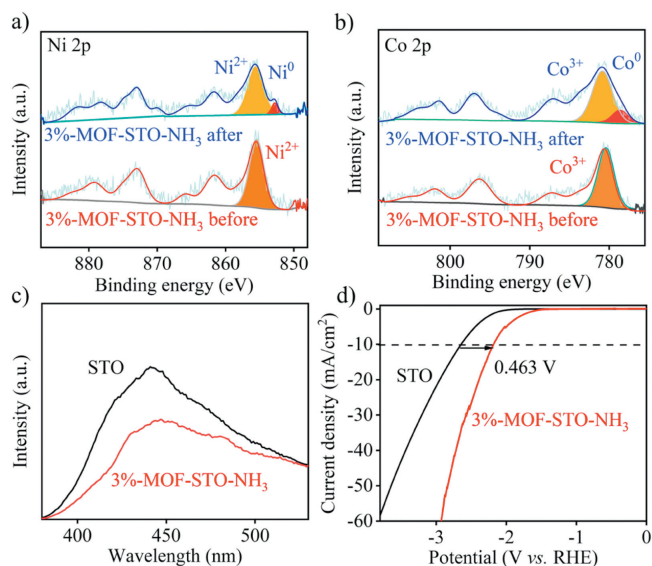 a)
Ni 2p
Ni²⁺
Ni⁰
3%-MOF-STO-NH₃ after
Ni²⁺
3%-MOF-STO-NH₃ before
Intensity (a.u.)
880 870 860 850
Binding energy (eV)
b)
Co 2p
Co³⁺
Co⁰
3%-MOF-STO-NH₃ after
Co³⁺
3%-MOF-STO-NH₃ before
Intensity (a.u.)
800 790 780
Binding energy (eV)
c)
STO
3%-MOF-STO-NH₃
Intensity (a.u.)
400 450 500
Wavelength (nm)
d)
0
-10
-20
-30
-40
-50
-60
STO
0.463 V
3%-MOF-STO-NH₃
Current density (mA/cm²)
-3 -2 -1 0
Potential (V vs. RHE)